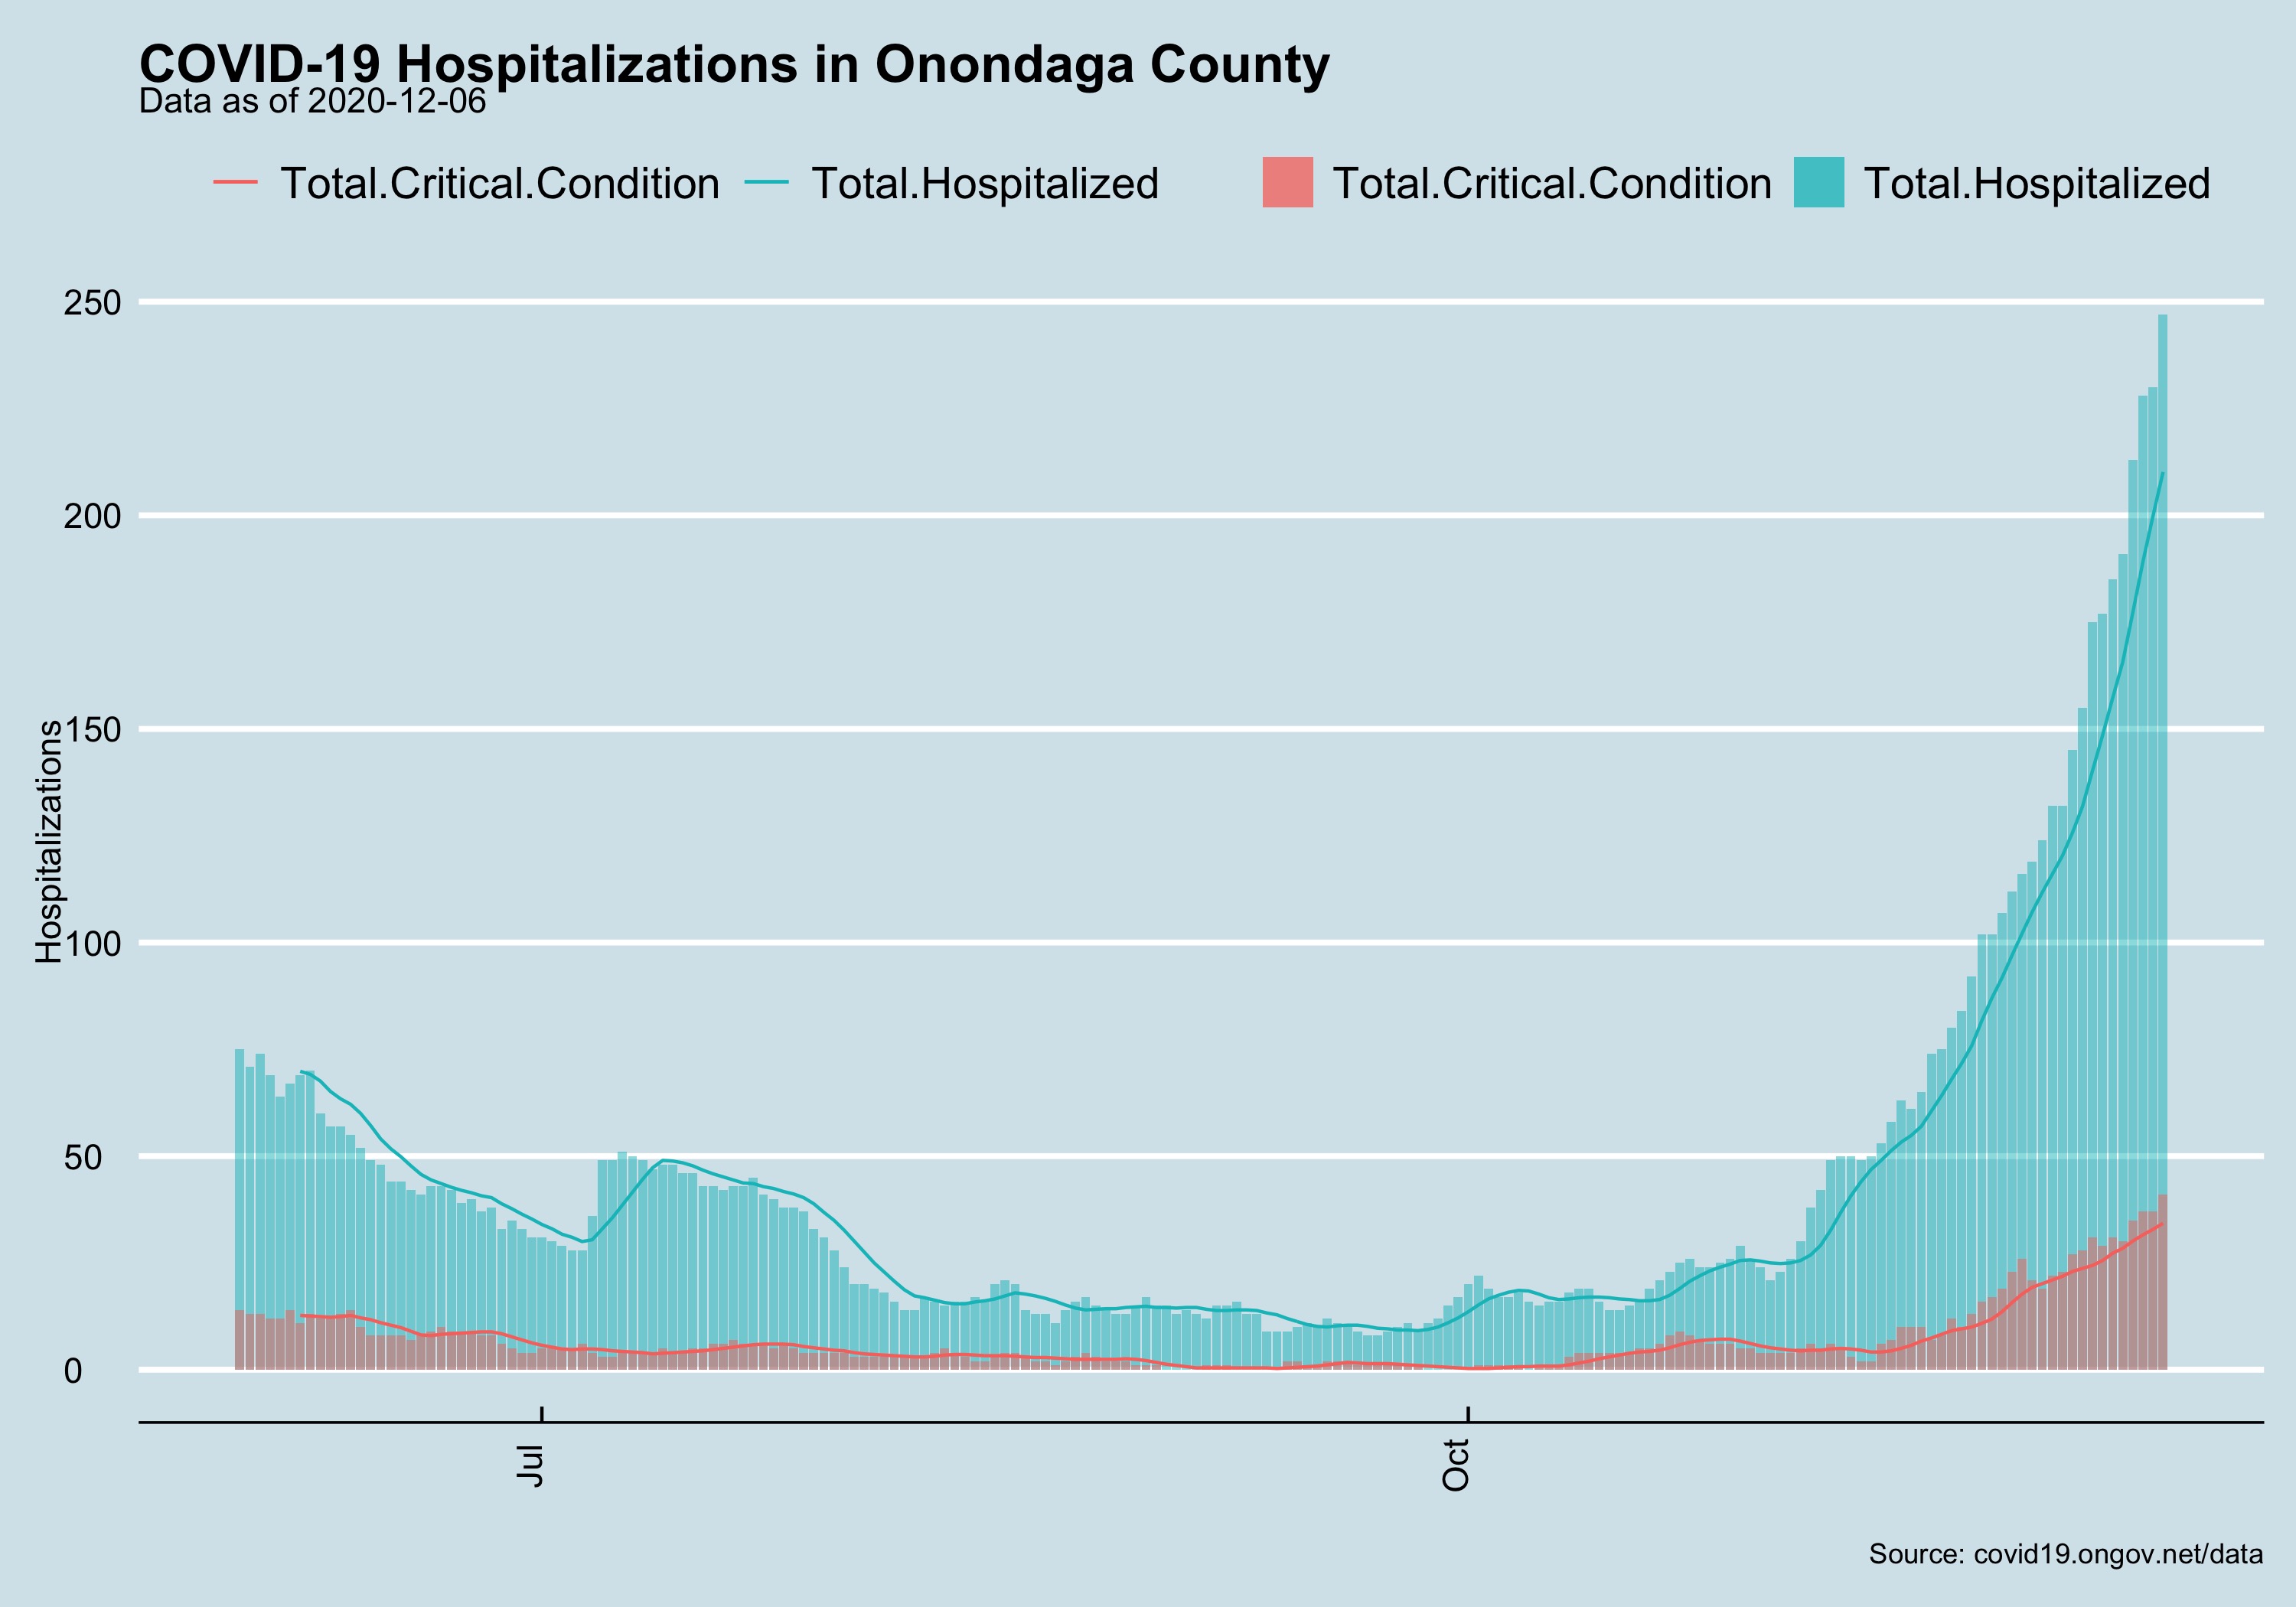 COVID-19 Hospitalizations in Onondaga County
Data as of 2020-12-06
Total.Critical.Condition Total.Hospitalized Total.Critical.Condition Total.Hospitalized
250
200
150
100
50
0
Hospitalizations
Jul Oct
Source: covid19.ongov.net/data